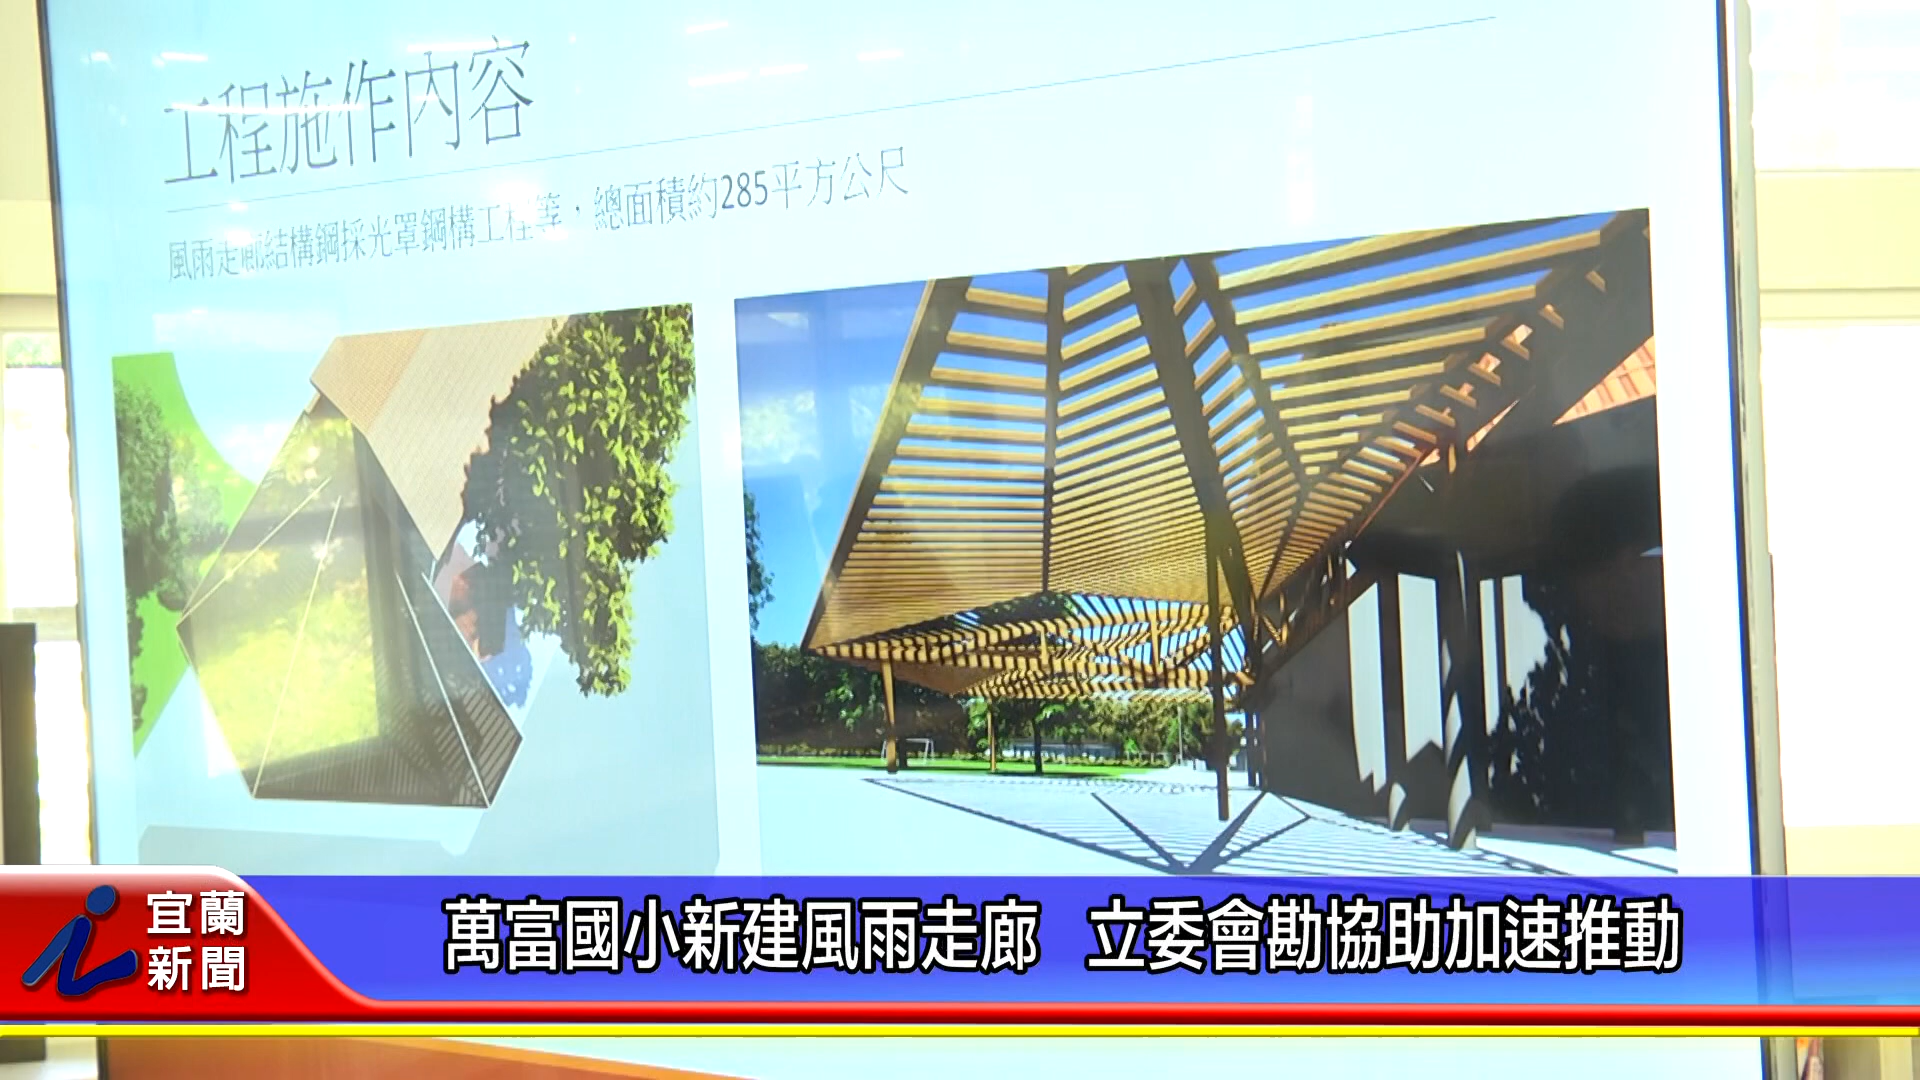 工程施作內容
風雨走廊結構鋼採光罩鋼構工程等，總面積約285平方公尺
宜蘭
新聞
萬富國小新建風雨走廊 立委會勘協助加速推動